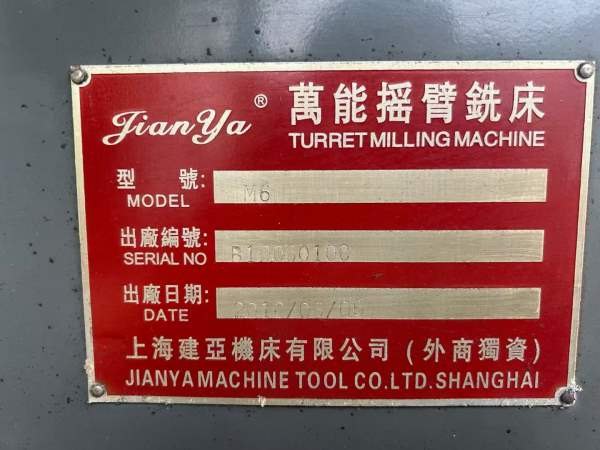 JianYa ® 萬能摇臂銑床
TURRET MILLING MACHINE
型 號: M6
MODEL
出廠編號:
SERIAL NO
出廠日期:
DATE
上海建亞機床有限公司 (外商獨資)
JIANYA MACHINE TOOL CO.LTD.SHANGHAI